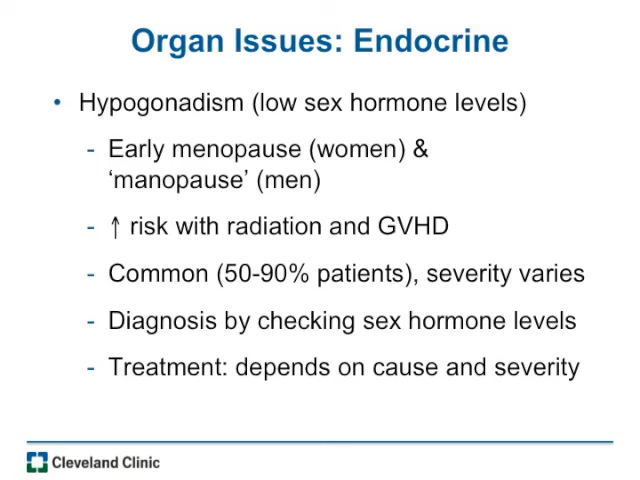 Organ Issues: Endocrine
• Hypogonadism (low sex hormone levels)
- Early menopause (women) &
‘manopause’ (men)
- ↑ risk with radiation and GVHD
- Common (50-90% patients), severity varies
- Diagnosis by checking sex hormone levels
- Treatment: depends on cause and severity
Cleveland Clinic